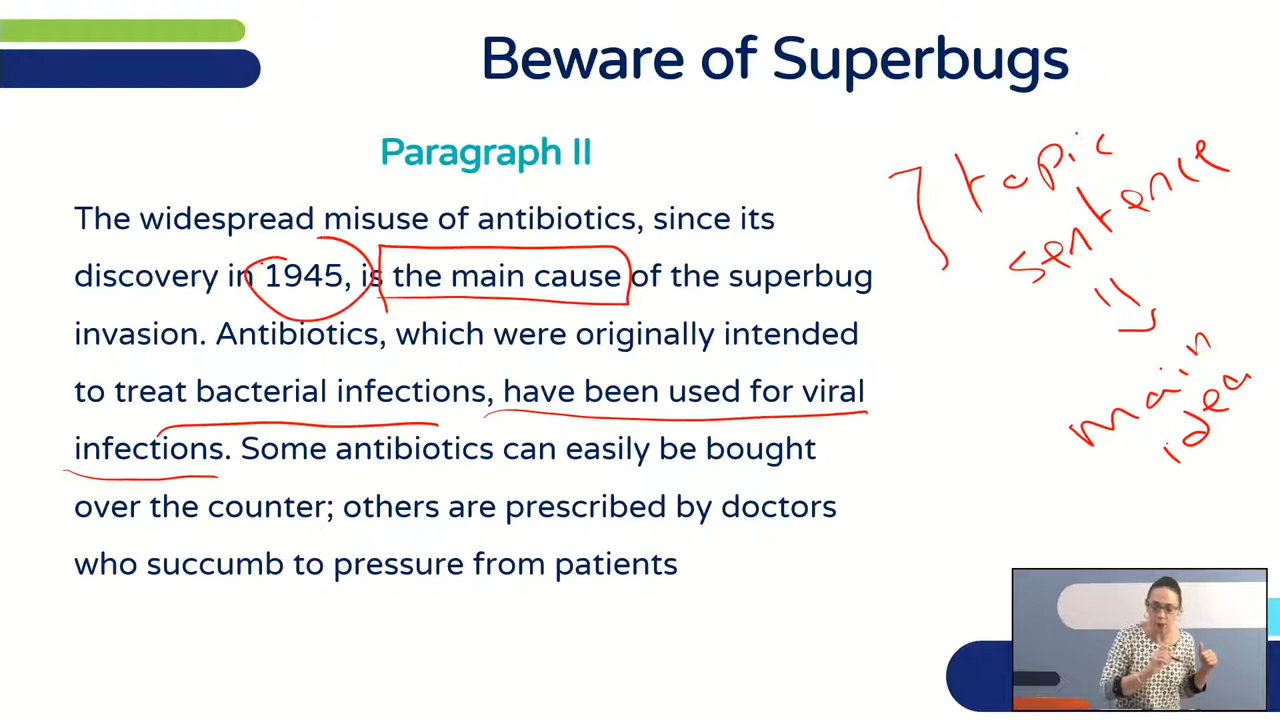 Beware of Superbugs
Paragraph II
The widespread misuse of antibiotics, since its
discovery in 1945, is the main cause of the superbug
invasion. Antibiotics, which were originally intended
to treat bacterial infections, have been used for viral
infections. Some antibiotics can easily be bought
over the counter; others are prescribed by doctors
who succumb to pressure from patients
topic
sentence
main
idea